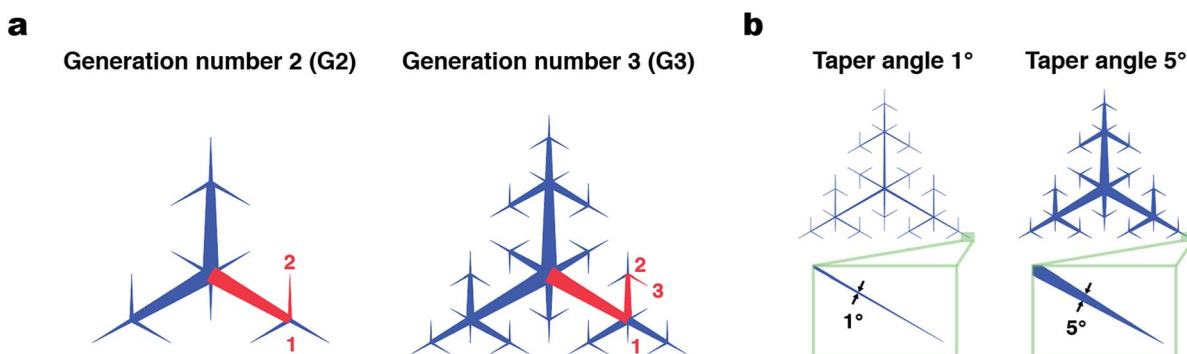 a
Generation number 2 (G2)
Generation number 3 (G3)
2
1
2
3
1
b
Taper angle 1°
Taper angle 5°
1°
5°